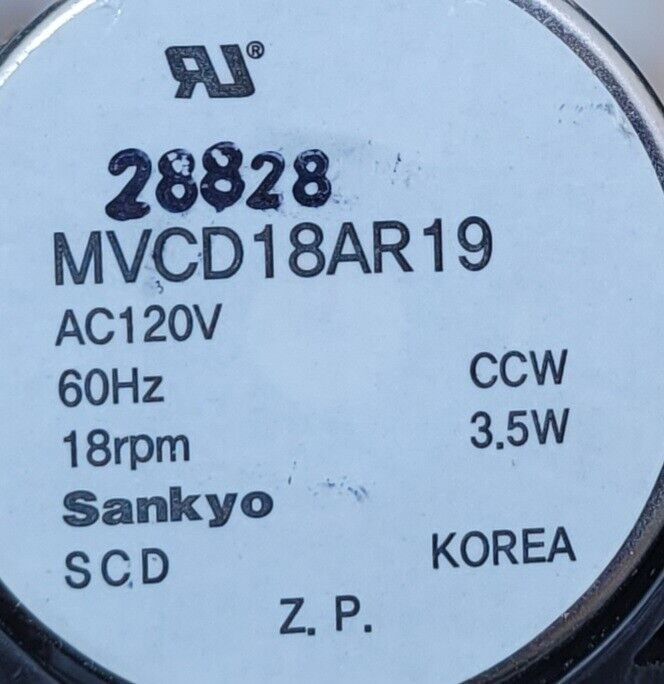 RU®
28828
MVCD18AR19
AC120V
60Hz CCW
18rpm 3.5W
Sankyo
SCD KOREA
Z. P.